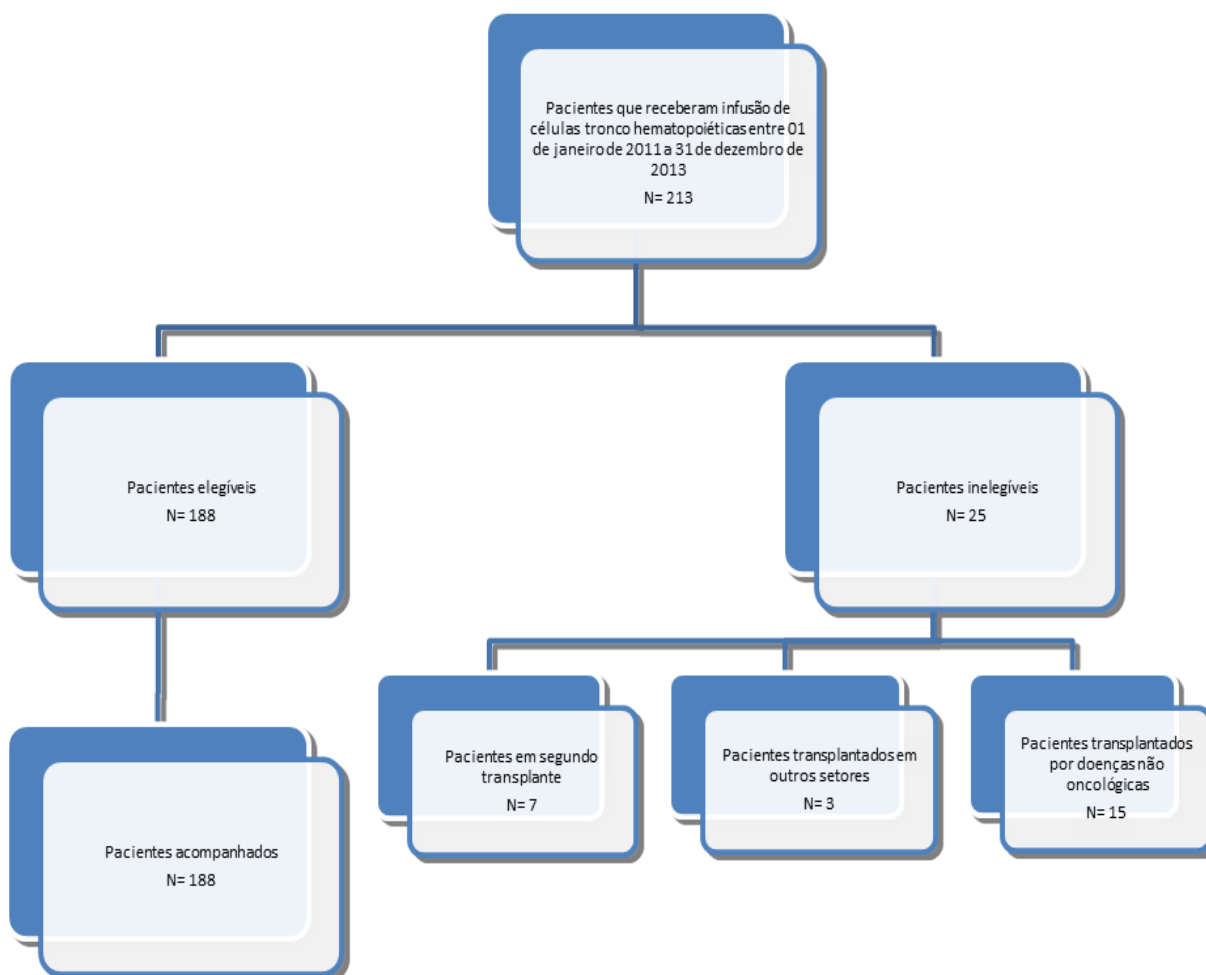 Pacientes que receberam infusão de
células tronco hematopoiéticas entre 01
de janeiro de 2011 a 31 de dezembro de
2013
N= 213
Pacientes elegíveis
N= 188
Pacientes inelegíveis
N= 25
Pacientes em segundo
transplante
N= 7
Pacientes transplantados em
outros setores
N= 3
Pacientes transplantados
por doenças não
oncológicas
N= 15
Pacientes acompanhados
N= 188